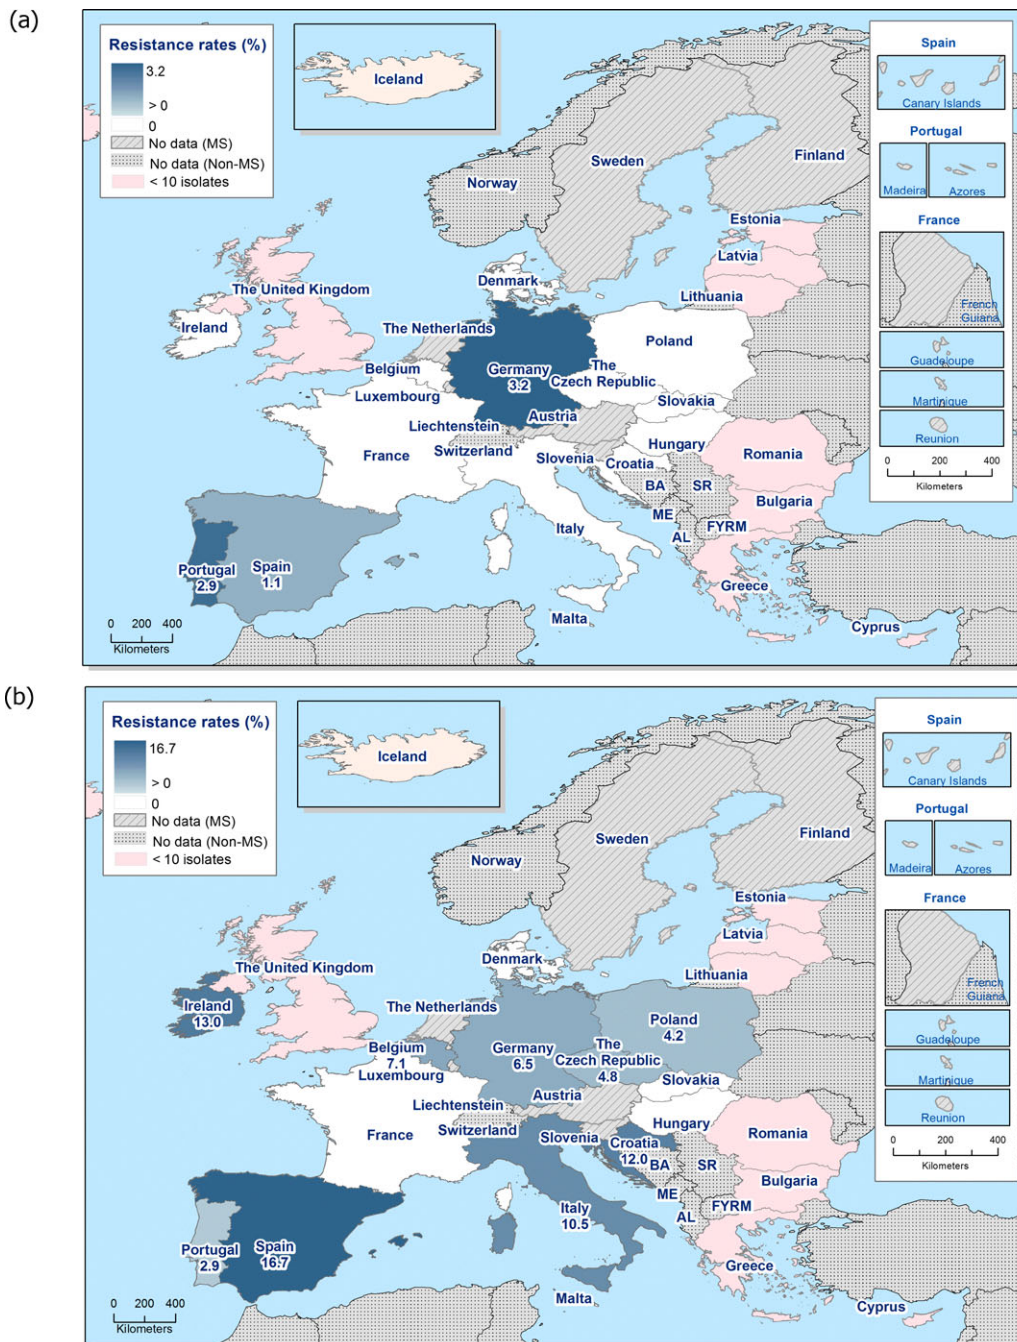 (a)
Resistance rates (%)
3.2
> 0
0
No data (MS)
No data (Non-MS)
< 10 isolates
Iceland
Spain
Canary Islands
Portugal
Madeira
Azores
France
French
Guiana
Guadeloupe
Martinique
Reunion
0 200 400
Kilometers
Finland
Sweden
Norway
Estonia
Latvia
Lithuania
Denmark
The United Kingdom
Ireland
The Netherlands
Poland
Belgium
Germany
3.2
The
Czech Republic
Luxembourg
Slovakia
Austria
Liechtenstein
Switzerland
Hungary
France
Slovenia
Croatia
Romania
BA
SR
Bulgaria
ME
FYRM
AL
Italy
Portugal
2.9
Spain
1.1
Greece
Malta
Cyprus
0 200 400
Kilometers
(b)
Resistance rates (%)
16.7
> 0
0
No data (MS)
No data (Non-MS)
< 10 isolates
Iceland
Spain
Canary Islands
Portugal
Madeira
Azores
France
French
Guiana
Guadeloupe
Martinique
Reunion
0 200 400
Kilometers
Finland
Sweden
Norway
Estonia
Latvia
Lithuania
Denmark
The United Kingdom
Ireland
13.0
The Netherlands
Poland
4.2
Belgium
7.1
Germany
6.5
The
Czech Republic
4.8
Luxembourg
Slovakia
Austria
Liechtenstein
Switzerland
Hungary
France
Slovenia
Croatia
12.0
Romania
BA
SR
Bulgaria
ME
FYRM
AL
Italy
10.5
Portugal
2.9
Spain
16.7
Greece
Malta
Cyprus
0 200 400
Kilometers